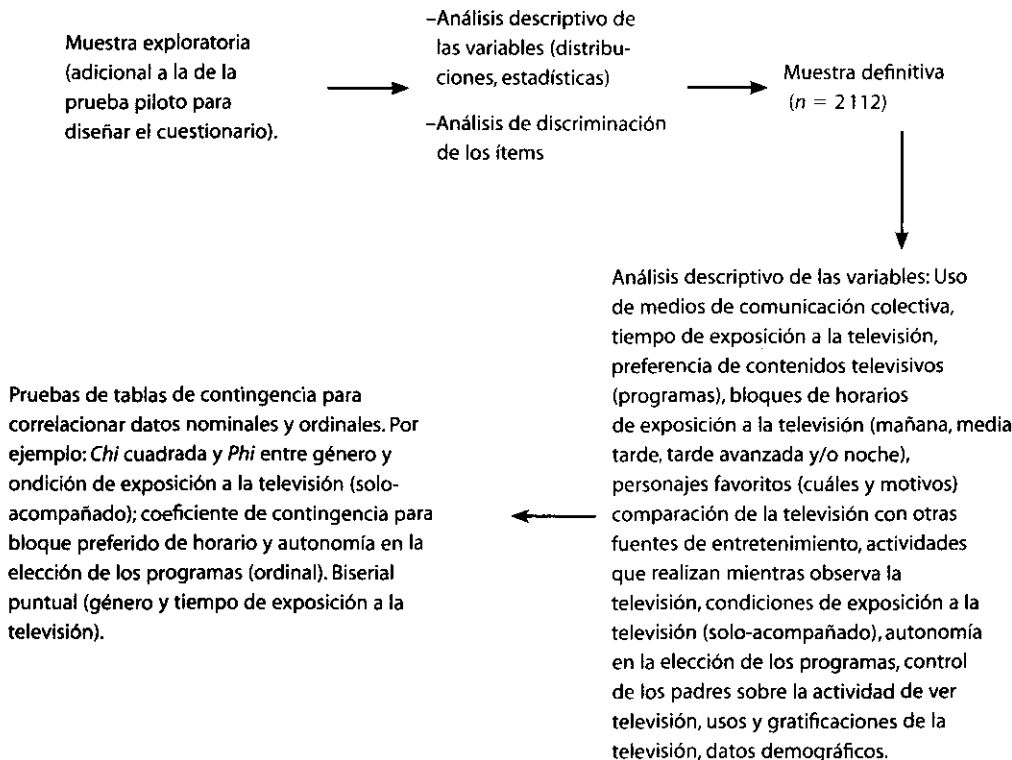 Muestra exploratoria
(adicional a la de la
prueba piloto para
diseñar el cuestionario).
–Análisis descriptivo de
las variables (distribu-
ciones, estadísticas)
–Análisis de discriminación
de los ítems
Muestra definitiva
(n = 2112)
Análisis descriptivo de las variables: Uso
de medios de comunicación colectiva,
tiempo de exposición a la televisión,
preferencia de contenidos televisivos
(programas), bloques de horarios
de exposición a la televisión (mañana, media
tarde, tarde avanzada y/o noche),
personajes favoritos (cuáles y motivos)
comparación de la televisión con otras
fuentes de entretenimiento, actividades
que realizan mientras observa la
televisión, condiciones de exposición a la
televisión (solo-acompañado), autonomía
en la elección de los programas, control
de los padres sobre la actividad de ver
televisión, usos y gratificaciones de la
televisión, datos demográficos.
Pruebas de tablas de contingencia para
correlacionar datos nominales y ordinales. Por
ejemplo: Chi cuadrada y Phi entre género y
ondición de exposición a la televisión (solo-
acompañado); coeficiente de contingencia para
bloque preferido de horario y autonomía en la
elección de los programas (ordinal). Biserial
puntual (género y tiempo de exposición a la
televisión).